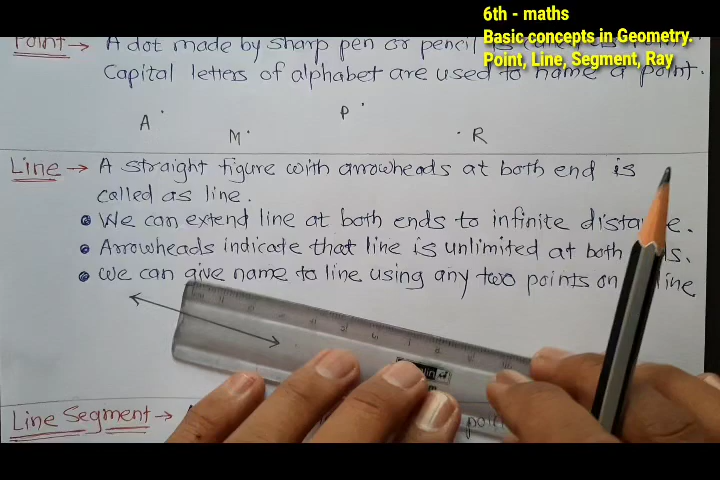 6th - maths
Basic concepts in Geometry.
Point, Line, Segment, Ray
Point → A dot made by sharp pen or pencil is called
Capital letters of alphabet are used to name a point.
A P
M R
Line → A straight figure with arrowheads at both end is
called as line.
We can extend line at both ends to infinite distance.
Arrowheads indicate that line is unlimited at both
We can give name to line using any two points on line
Line Segment →